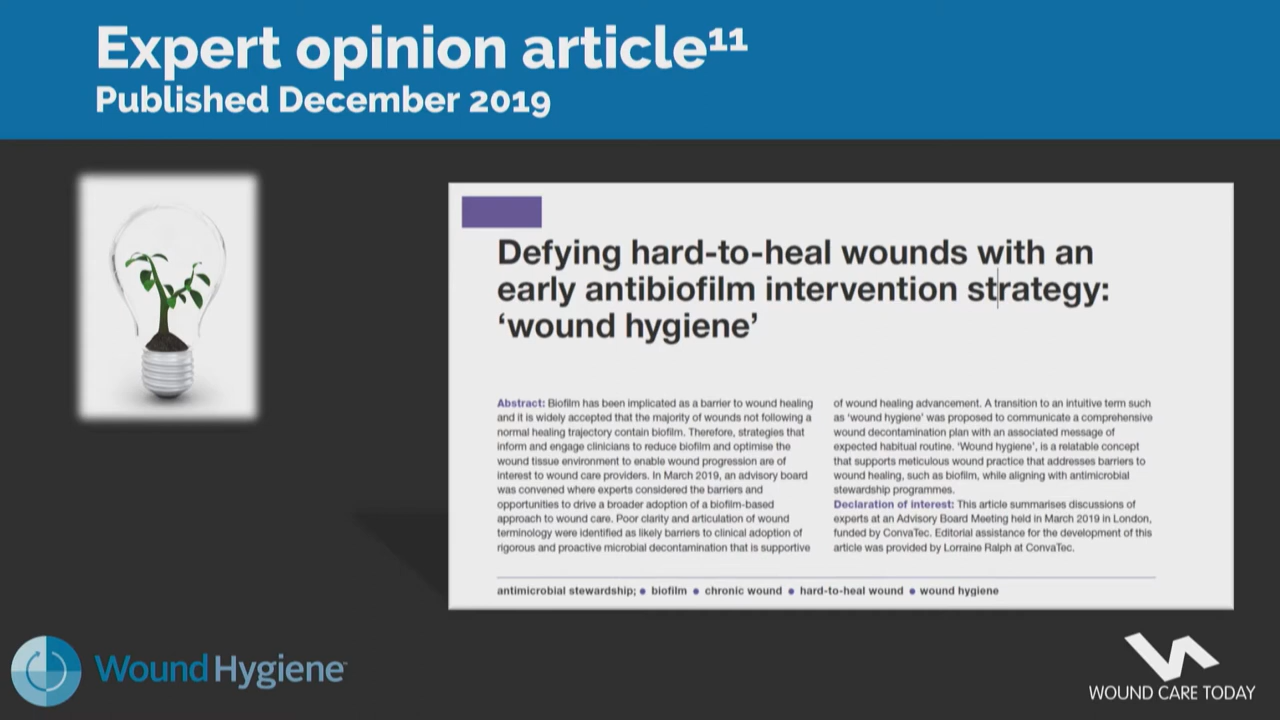 Expert opinion article¹¹
Published December 2019
Defying hard-to-heal wounds with an
early antibiofilm intervention strategy:
‘wound hygiene’
Abstract: Biofilm has been implicated as a barrier to wound healing
and it is widely accepted that the majority of wounds not following a
normal healing trajectory contain biofilm. Therefore, strategies that
inform and engage clinicians to reduce biofilm and optimise the
wound tissue environment to enable wound progression are of
interest to wound care providers. In March 2019, an advisory board
was convened where experts considered the barriers and
opportunities to drive a broader adoption of a biofilm-based
approach to wound care. Poor clarity and articulation of wound
terminology were identified as likely barriers to clinical adoption of
rigorous and proactive microbial decontamination that is supportive
of wound healing advancement. A transition to an intuitive term such
as ‘wound hygiene’ was proposed to communicate a comprehensive
wound decontamination plan with an associated message of
expected habitual routine. ‘Wound hygiene’, is a relatable concept
that supports meticulous wound practice that addresses barriers to
wound healing, such as biofilm, while aligning with antimicrobial
stewardship programmes.
Declaration of interest: This article summarises discussions of
experts at an Advisory Board Meeting held in March 2019 in London,
funded by ConvaTec. Editorial assistance for the development of this
article was provided by Lorraine Ralph at ConvaTec.
antimicrobial stewardship; ● biofilm ● chronic wound ● hard-to-heal wound ● wound hygiene
WoundHygiene™
WOUND CARE TODAY